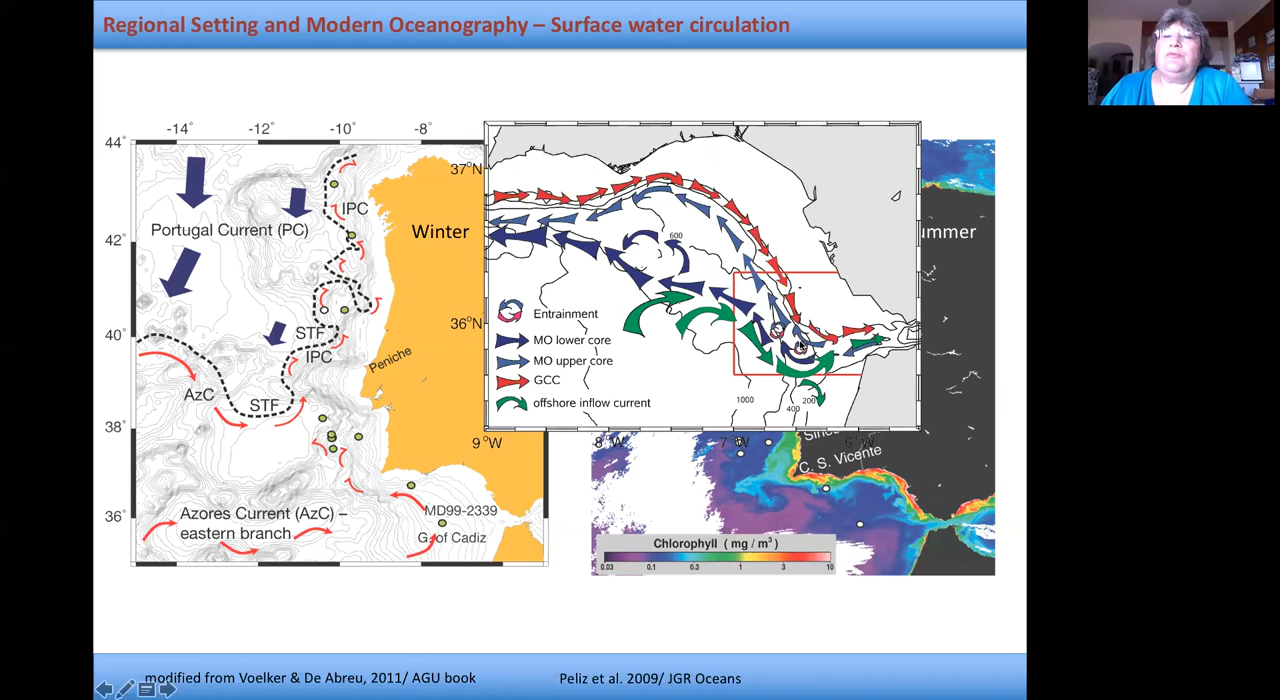 Regional Setting and Modern Oceanography – Surface water circulation
-14° -12° -10° -8°
44°
42°
40°
38°
36°
Portugal Current (PC)
IPC
Winter
STF
IPC
Peniche
AzC
STF
Azores Current (AzC) –
eastern branch
MD99-2339
G. of Cadiz
37°N
36°N
9°W
8°W
7°W
6°W
600
Entrainment
MO lower core
MO upper core
GCC
offshore inflow current
1000
400
200
ummer
C. S. Vicente
Chlorophyll ( mg / m³ )
0.03 0.1 0.3 1 3 10
modified from Voelker & De Abreu, 2011/ AGU book
Peliz et al. 2009/ JGR Oceans